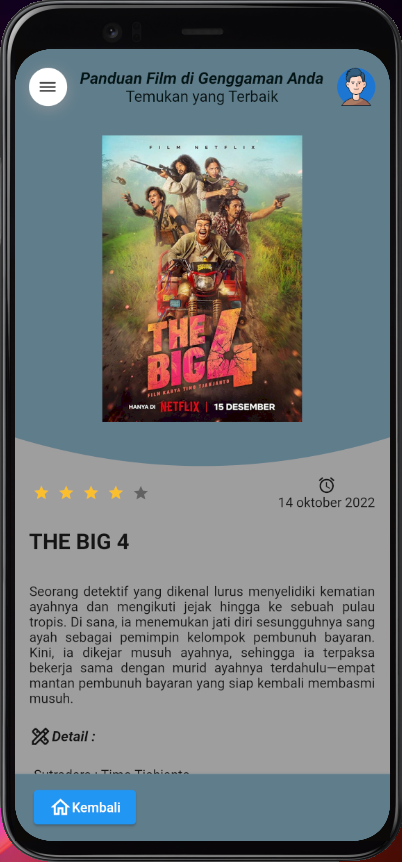 Panduan Film di Genggaman Anda
Temukan yang Terbaik
FILM NETFLIX
THE
BIG 4
FILM KARYA TIMO TJAHJANTO
HANYA DI NETFLIX | 15 DESEMBER
14 oktober 2022
THE BIG 4
Seorang detektif yang dikenal lurus menyelidiki kematian
ayahnya dan mengikuti jejak hingga ke sebuah pulau
tropis. Di sana, ia menemukan jati diri sesungguhnya sang
ayah sebagai pemimpin kelompok pembunuh bayaran.
Kini, ia dikejar musuh ayahnya, sehingga ia terpaksa
bekerja sama dengan murid ayahnya terdahulu—empat
mantan pembunuh bayaran yang siap kembali membasmi
musuh.
Detail :
Sutradara : Timo Tjahjanto
Kembali